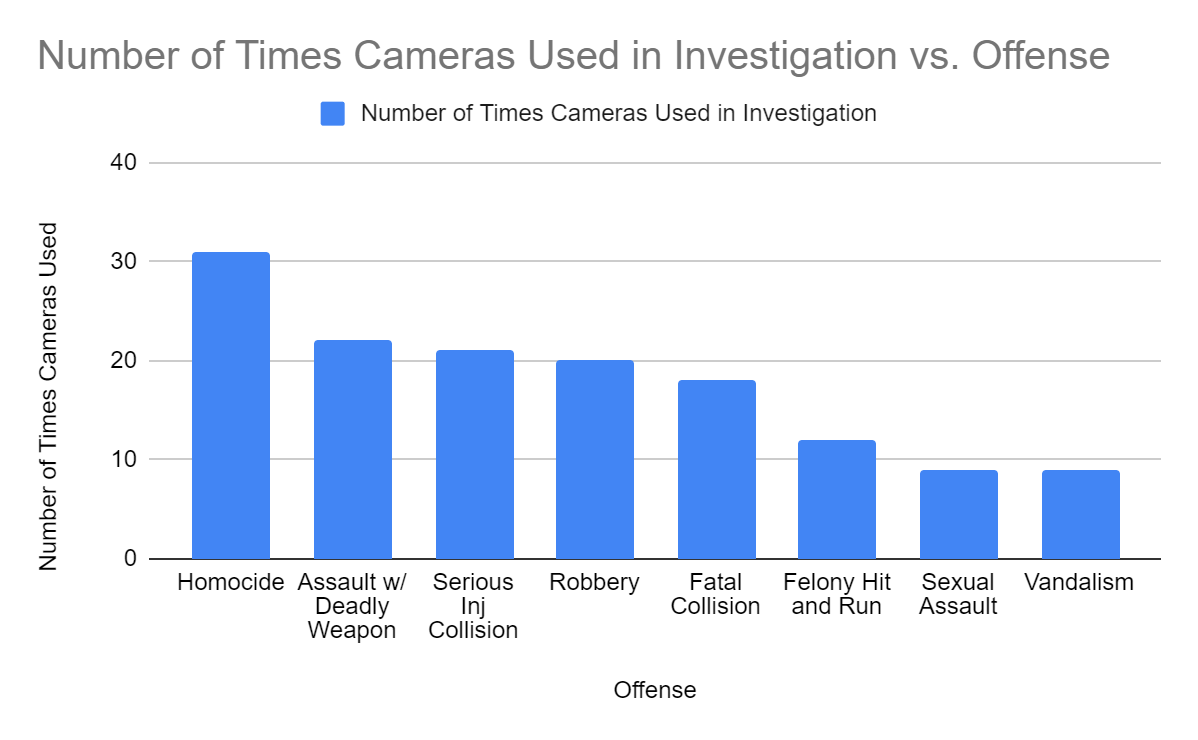 Number of Times Cameras Used in Investigation vs. Offense
Number of Times Cameras Used in Investigation
Number of Times Cameras Used
40
30
20
10
0
Homocide
Assault w/
Deadly
Weapon
Serious
Inj
Collision
Robbery
Fatal
Collision
Felony Hit
and Run
Sexual
Assault
Vandalism
Offense